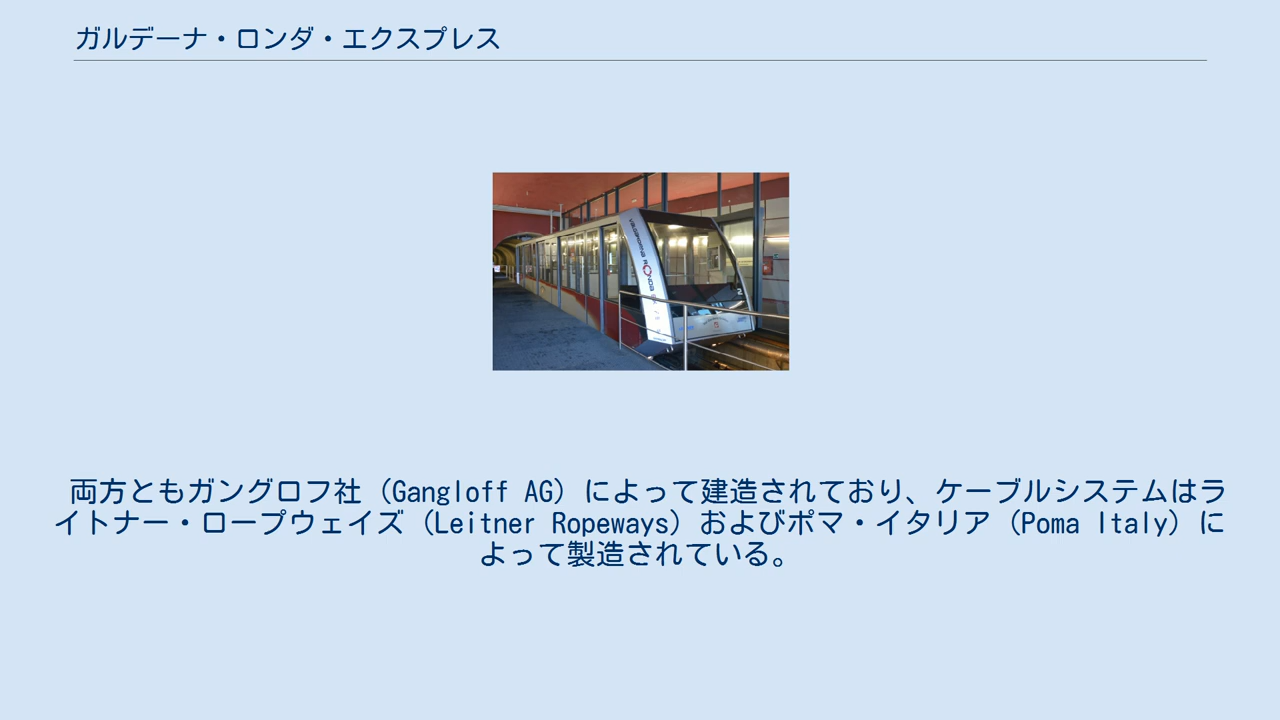 ガルデーナ・ロンダ・エクスプレス
VALGARDENA RONDA
2
両方ともガングロフ社（Gangloff AG）によって建造されており、ケーブルシステムはラ
イトナー・ロープウェイズ（Leitner Ropeways）およびポマ・イタリア（Poma Italy）に
よって製造されている。